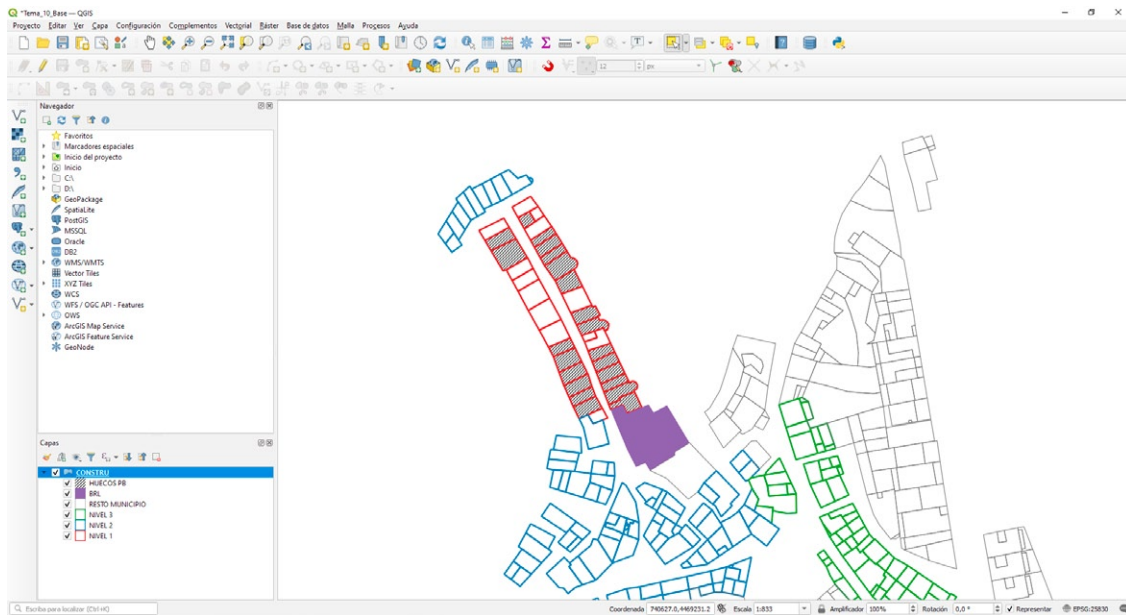 *Tema_10_Base — QGIS
Proyecto Editar Ver Capa Configuración Complementos Vectorial Ráster Base de datos Malla Procesos Ayuda
12 px
Navegador
Favoritos
Marcadores espaciales
Inicio del proyecto
Inicio
C:\
D:\
GeoPackage
SpatiaLite
PostGIS
MSSQL
Oracle
DB2
WMS/WMTS
Vector Tiles
XYZ Tiles
WCS
WFS / OGC API - Features
OWS
ArcGIS Map Service
ArcGIS Feature Service
GeoNode
Capas
CONSTRU
HUECOS PB
BRL
RESTO MUNICIPIO
NIVEL 3
NIVEL 2
NIVEL 1
Escriba para localizar (Ctrl+K)
Coordenada 740627.0,4469231.2 Escala 1:833 Amplificador 100% Rotación 0,0 ° Representar EPSG:25830